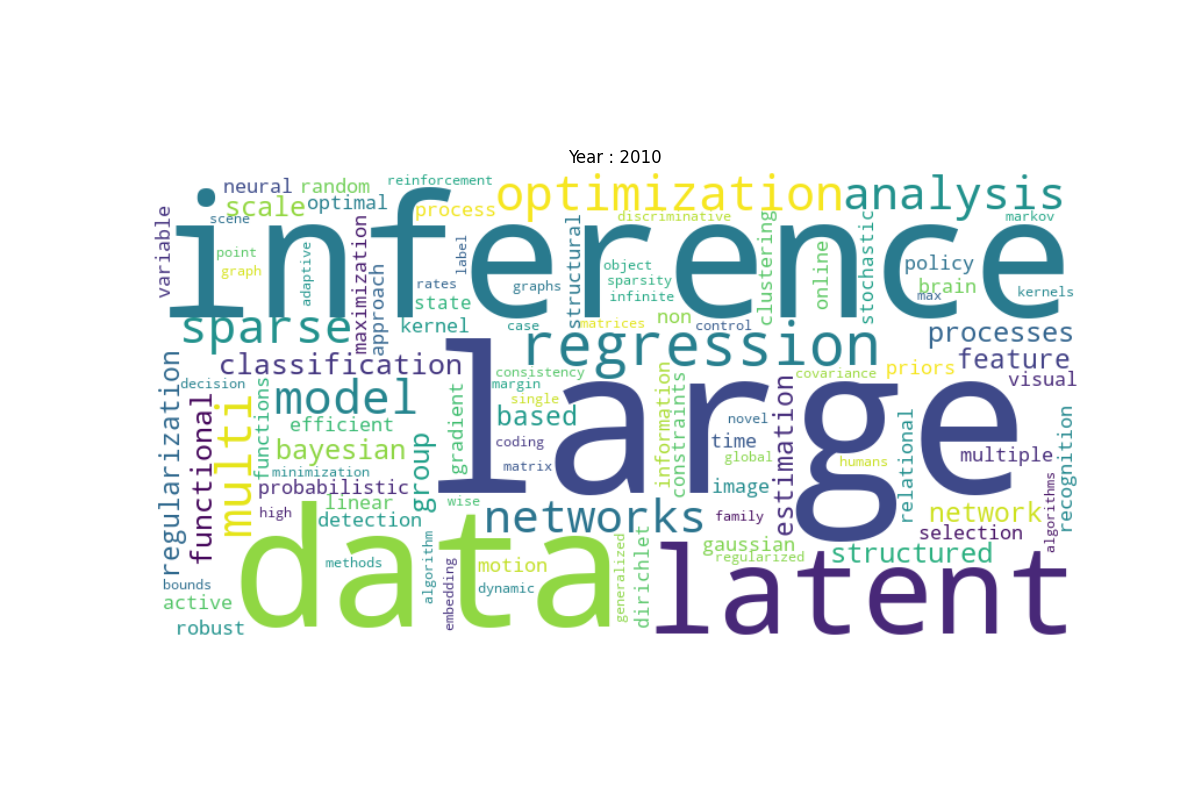 Year : 2010
neural
random
reinforcement
optimization
analysis
scale
optimal
process
scene
discriminative
markov
variable
inference
point
graph
adaptive
maximization
approach
label
rates
state
kernel
graphs
structural
object
sparsity
infinite
clustering
online
stochastic
policy
brain
max
kernels
sparse
case
matrices
non
control
regression
processes
classification
consistency
covariance
priors
feature
visual
regularization
decision
functional
multi
functions
model
efficient
bayesian
margin
single
based
coding
matrix
gradient
group
large
information
constraints
novel
time
global
estimation
humans
relational
multiple
recognition
algorithms
minimization
probabilistic
linear
high
detection
wise
networks
image
family
network
selection
methods
data
algorithm
embedding
motion
dynamic
generalized
dirichlet
gaussian
regularized
structured
latent
bounds
active
robust